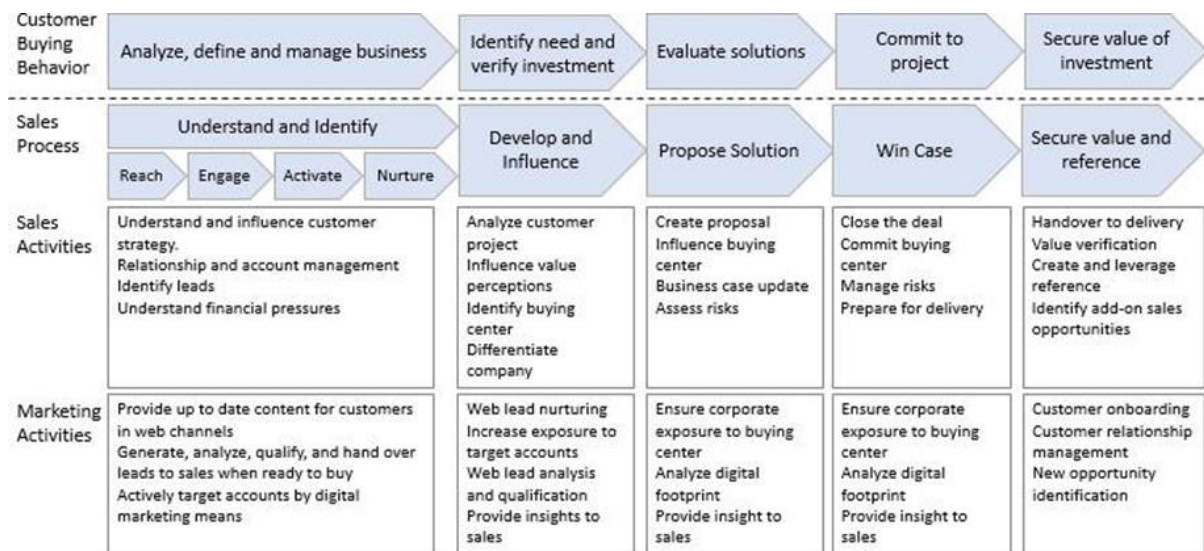 Customer
Buying
Behavior
Analyze, define and manage business
Identify need and
verify investment
Evaluate solutions
Commit to
project
Secure value of
investment
Sales
Process
Understand and Identify
Reach
Engage
Activate
Nurture
Develop and
Influence
Propose Solution
Win Case
Secure value and
reference
Sales
Activities
Understand and influence customer
strategy.
Relationship and account management
Identify leads
Understand financial pressures
Analyze customer
project
Influence value
perceptions
Identify buying
center
Differentiate
company
Create proposal
Influence buying
center
Business case update
Assess risks
Close the deal
Commit buying
center
Manage risks
Prepare for delivery
Handover to delivery
Value verification
Create and leverage
reference
Identify add-on sales
opportunities
Marketing
Activities
Provide up to date content for customers
in web channels
Generate, analyze, qualify, and hand over
leads to sales when ready to buy
Actively target accounts by digital
marketing means
Web lead nurturing
Increase exposure to
target accounts
Web lead analysis
and qualification
Provide insights to
sales
Ensure corporate
exposure to buying
center
Analyze digital
footprint
Provide insight to
sales
Ensure corporate
exposure to buying
center
Analyze digital
footprint
Provide insight to
sales
Customer onboarding
Customer relationship
management
New opportunity
identification